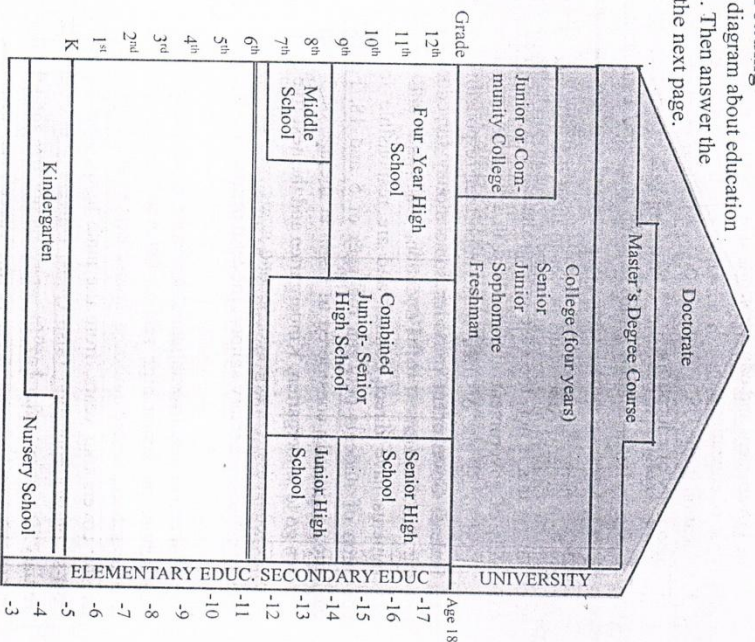 diagram about education
. Then answer the
the next page.
Doctorate
Master's Degree Course
College (four years)
Senior
Junior
Sophomore
Freshman
Junior or Com-
munity College
UNIVERSITY
Grade
12th
11th
10th
9th
8th
7th
6th
5th
4th
3rd
2nd
1st
K
Four -Year High
School
Middle
School
Combined
Junior- Senior
High School
Senior High
School
Junior High
School
Kindergarten
Nursery School
ELEMENTARY EDUC. SECONDARY EDUC
Age 18
-17
-16
-15
-14
-13
-12
-11
-10
-9
-8
-7
-6
-5
-4
-3